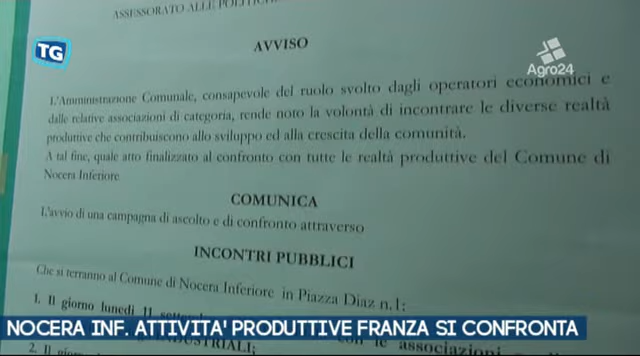 ASSESSORATO ALLE
AVVISO
TG
Agro24
L'Amministrazione Comunale, consapevole del ruolo svolto dagli operatori economici e
dalle relative associazioni di categoria, rende noto la volontà di incontrare le diverse realtà
produttive che contribuiscono allo sviluppo ed alla crescita della comunità.
A tal fine, quale atto finalizzato al confronto con tutte le realtà produttive del Comune di
Nocera Inferiore
COMUNICA
L'avvio di una campagna di ascolto e di confronto attraverso
INCONTRI PUBBLICI
Che si terranno al Comune di Nocera Inferiore in Piazza Diaz n.1:
1. Il giorno lunedì 11
NOCERA INF. ATTIVITA' PRODUTTIVE FRANZA SI CONFRONTA
2. Il giorno